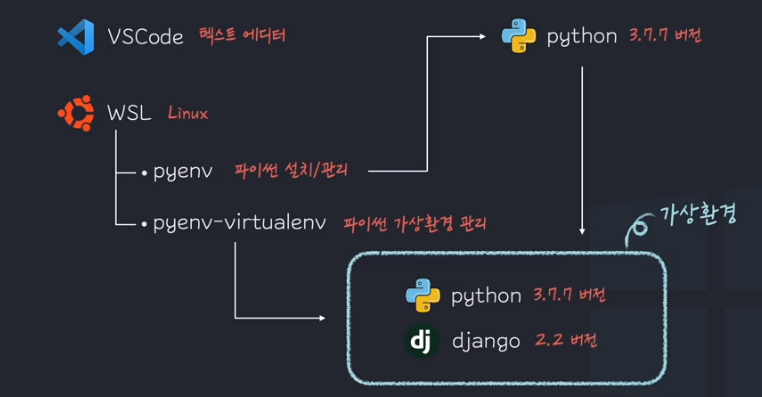 VSCode 텍스트 에디터
python 3.7.7 버전
WSL Linux
• pyenv 파이썬 설치/관리
• pyenv-virtualenv 파이썬 가상환경 관리
가상환경
python 3.7.7 버전
dj django 2.2 버전